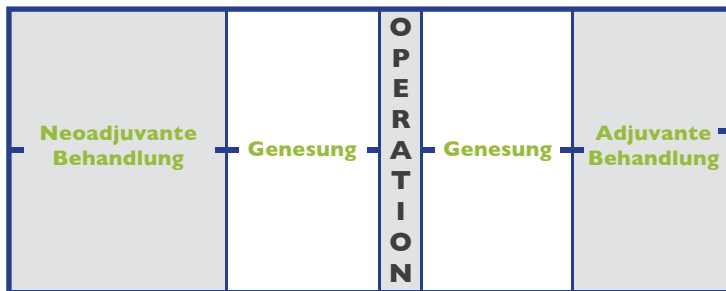 Neoadjuvante
Behandlung
Genesung
OPERATION
Genesung
Adjuvante
Behandlung